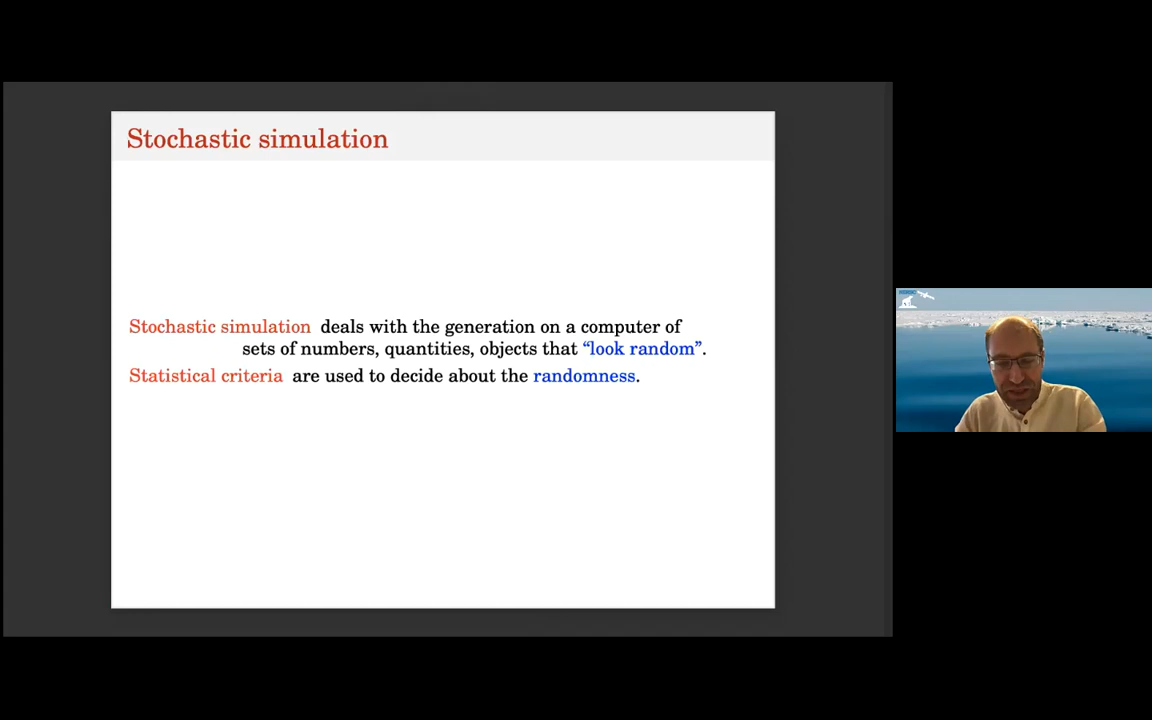 Stochastic simulation
Stochastic simulation deals with the generation on a computer of
sets of numbers, quantities, objects that “look random”.
Statistical criteria are used to decide about the randomness.